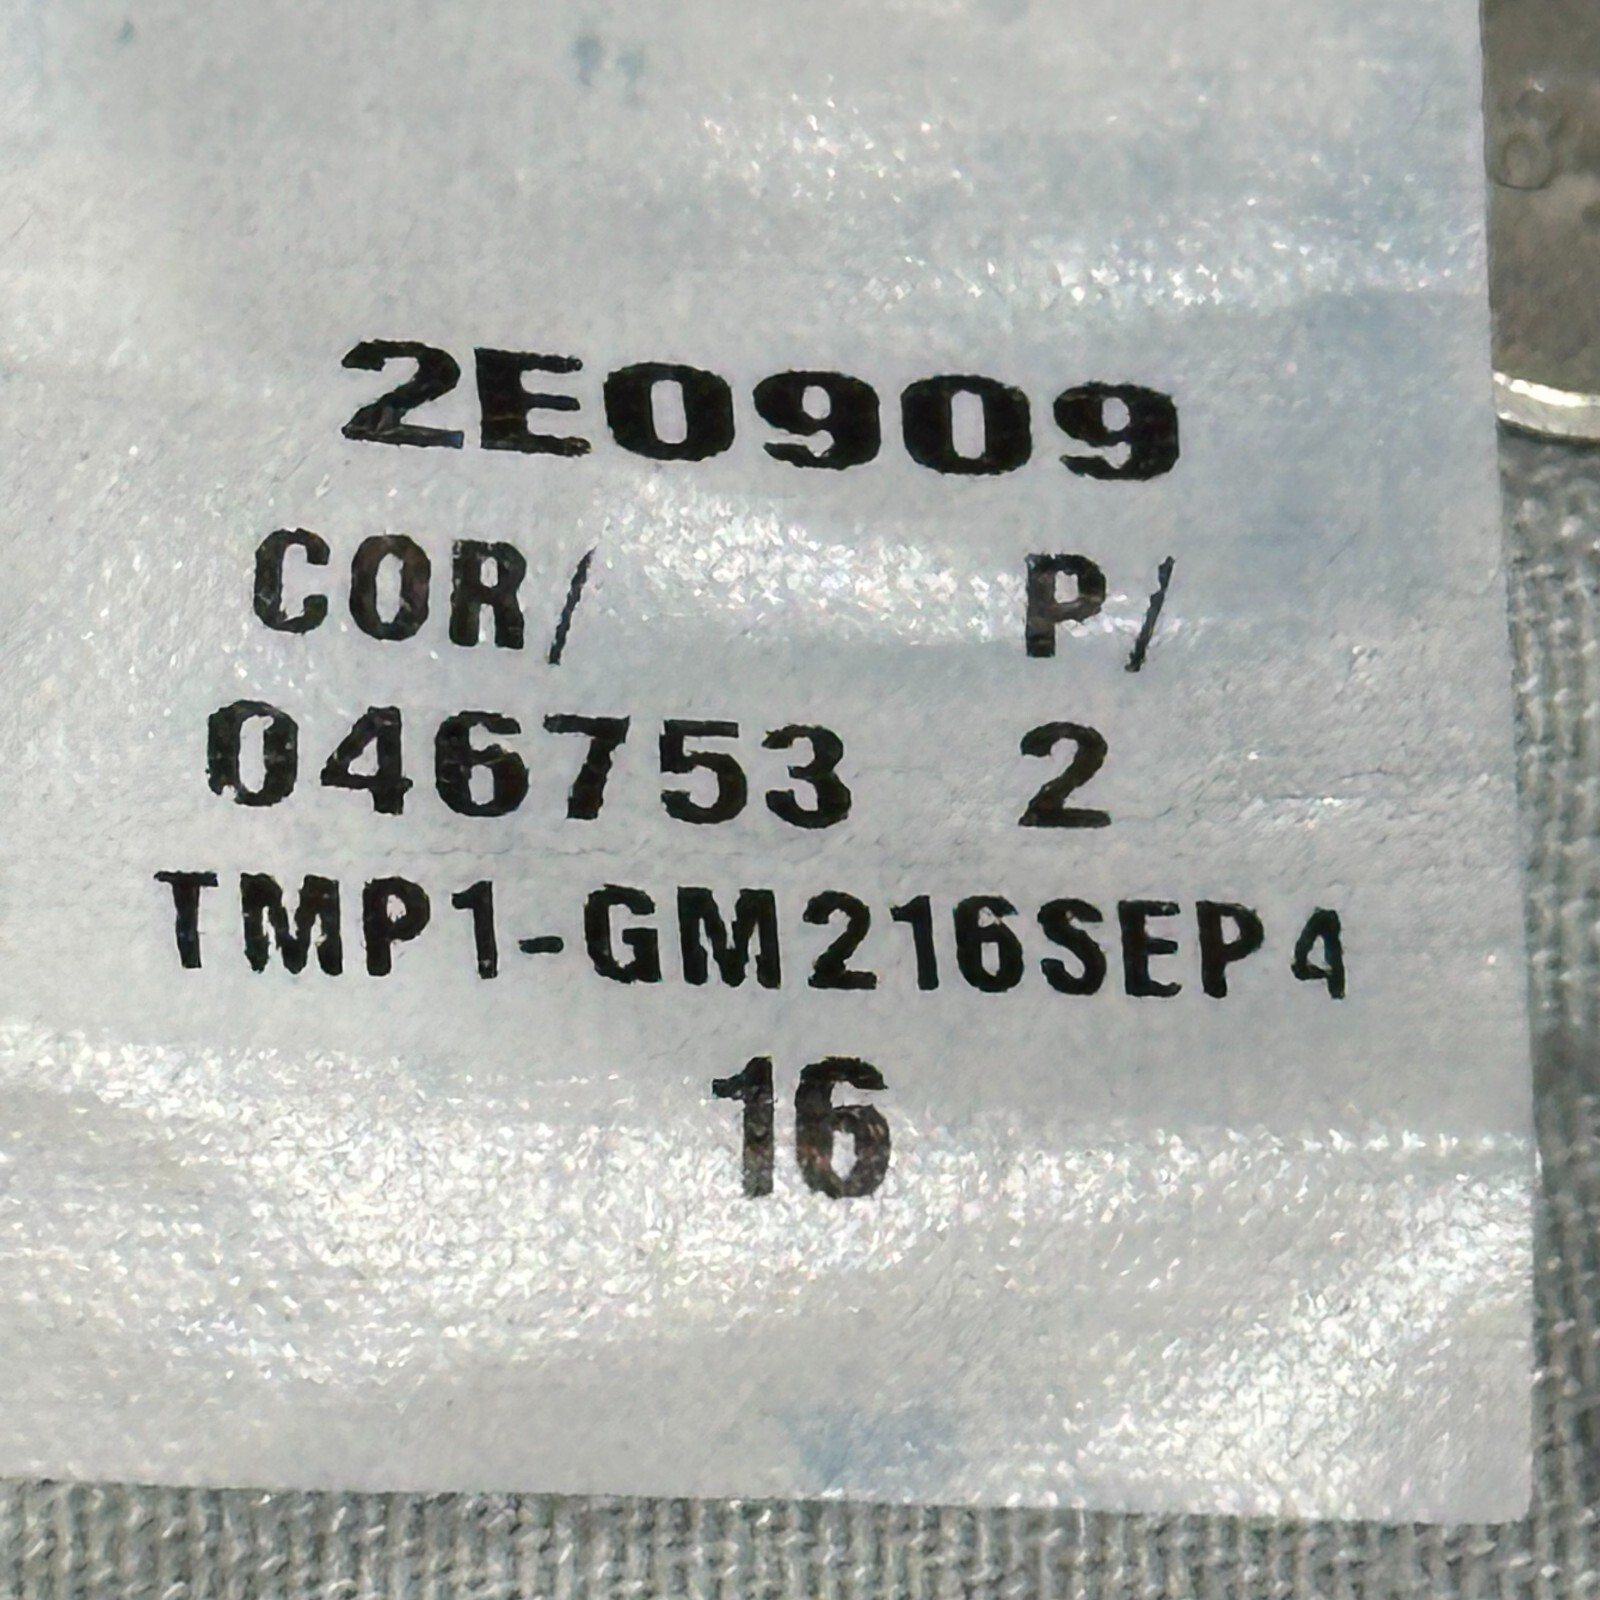 2E0909
COR/ P/
046753 2
TMP1-GM216SEP4
16